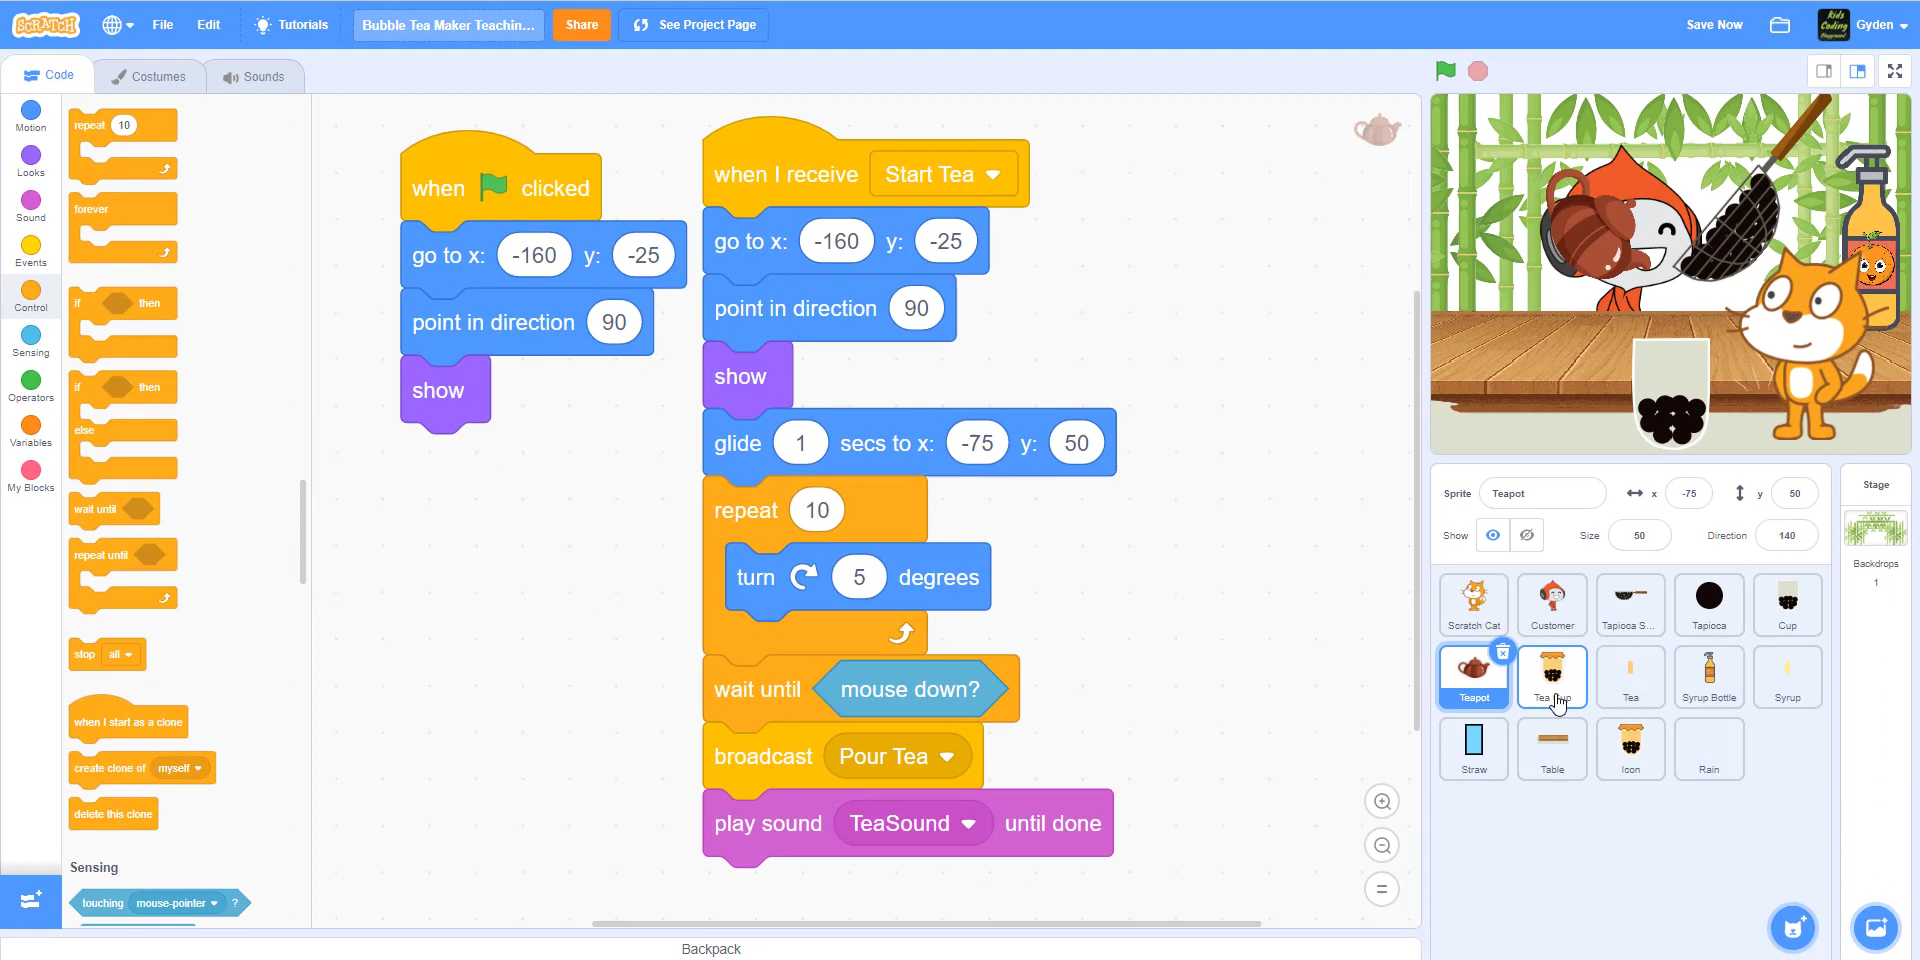 SCRATCH File Edit Tutorials Bubble Tea Maker Teachin... Share See Project Page Save Now Kids Coding Playground Gyden
Code Costumes Sounds
Motion
Looks
Sound
Events
Control
Sensing
Operators
Variables
My Blocks
repeat 10
forever
if then
if then
else
wait until
repeat until
stop all
when I start as a clone
create clone of myself
delete this clone
Sensing
touching mouse-pointer ?
when clicked
go to x: -160 y: -25
point in direction 90
show
when I receive Start Tea
go to x: -160 y: -25
point in direction 90
show
glide 1 secs to x: -75 y: 50
repeat 10
turn 5 degrees
wait until mouse down?
broadcast Pour Tea
play sound TeaSound until done
Backpack
Sprite Teapot x -75 y 50
Show Size 50 Direction 140
Scratch Cat Customer Tapioca S... Tapioca Cup
Teapot Tea Syrup Bottle Syrup
Straw Table Icon Rain
Stage
Backdrops
1